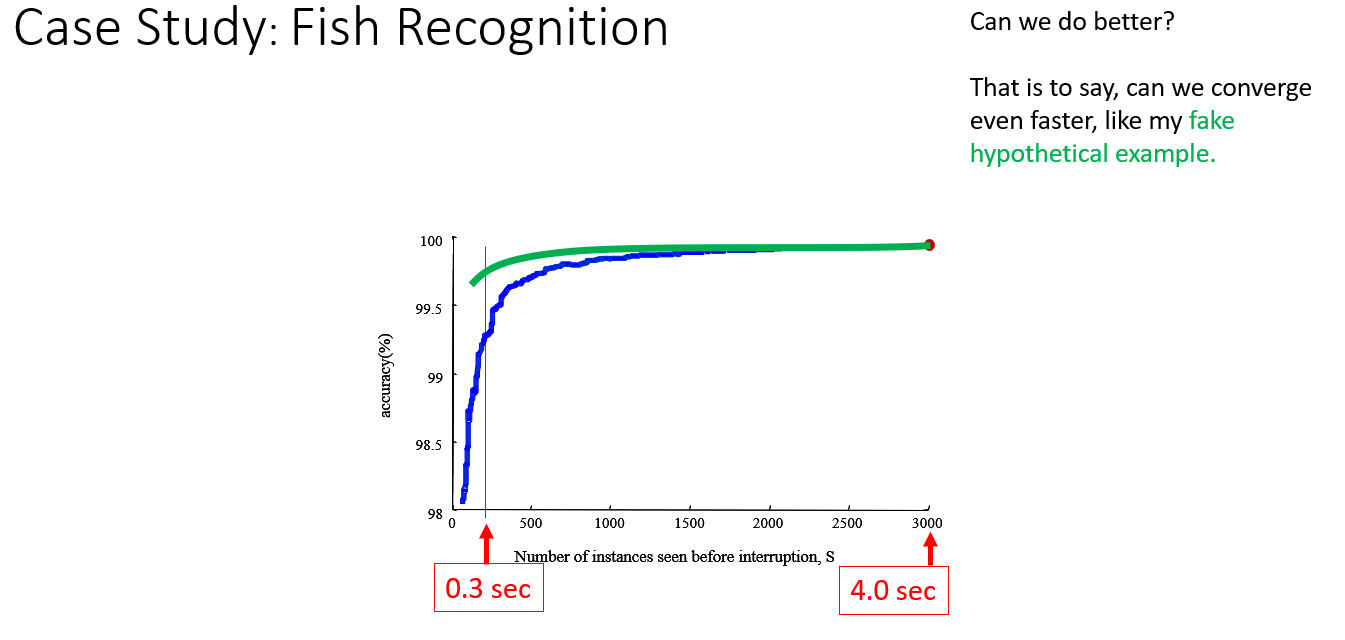 Case Study: Fish Recognition
Can we do better?
That is to say, can we converge
even faster, like my fake
hypothetical example.
100
99.5
99
98.5
98
accuracy(%)
0
500
1000
1500
2000
2500
3000
Number of instances seen before interruption, S
0.3 sec
4.0 sec